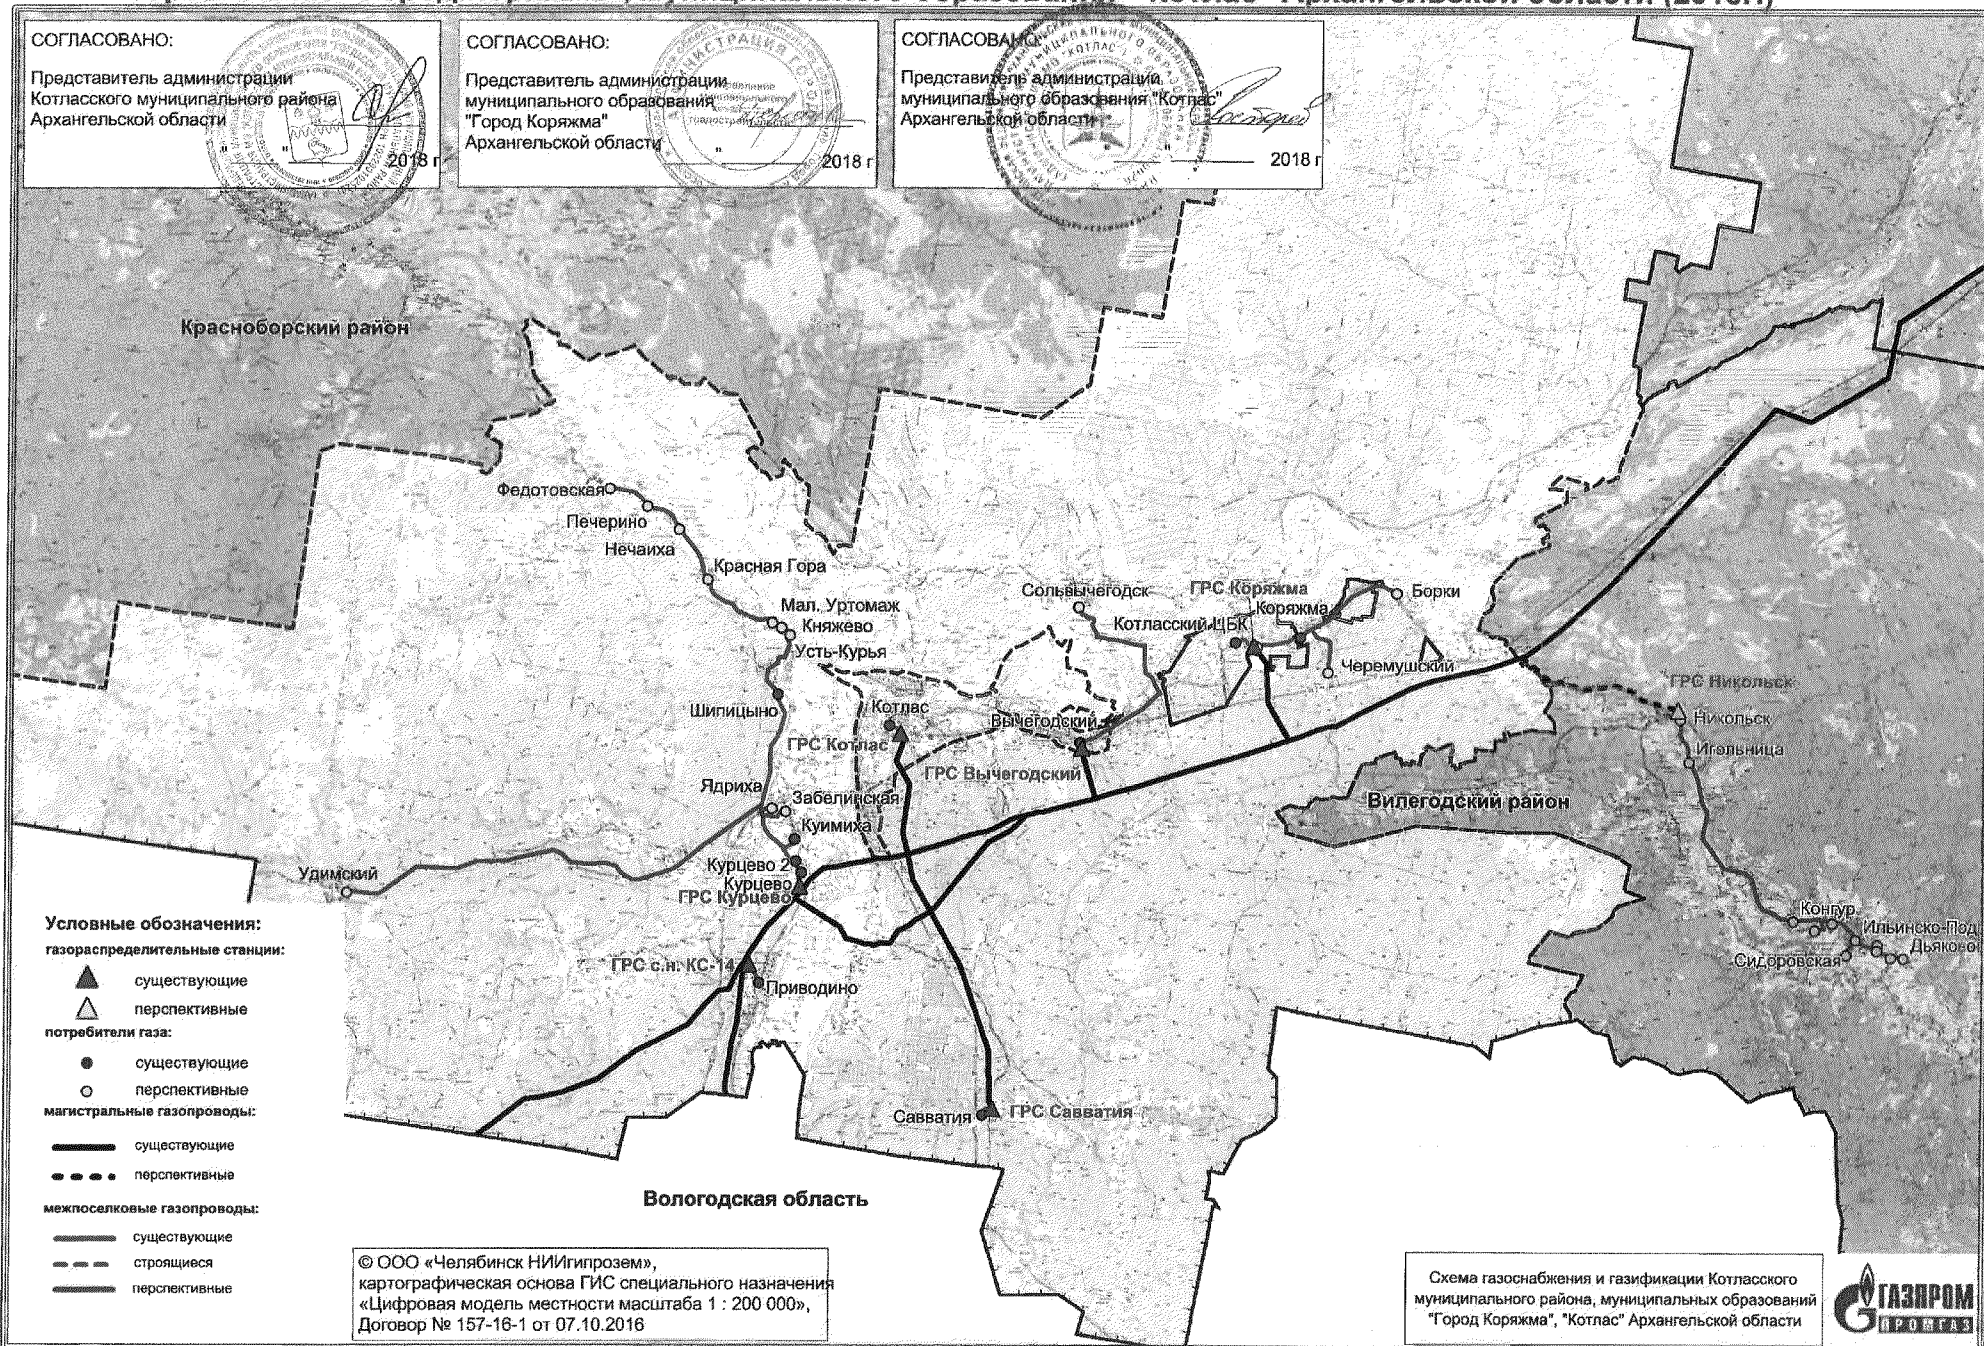 СОГЛАСОВАНО:
Представитель администрации
Котласского муниципального района
Архангельской области
" " 2018 г
СОГЛАСОВАНО:
Представитель администрации
муниципального образования
"Город Коряжма"
Архангельской области
" 2018 г
СОГЛАСОВАНО:
Представитель администрации
муниципального образования "Котлас"
Архангельской области
" 2018 г
Красноборский район
Федотовская
Печерино
Нечаиха
Красная Гора
Мал. Уртомаж
Княжево
Усть-Курья
Шипицыно
Сольвычегодск
ГРС Коряжма
Коряжма
Котласский ЦБК
Борки
Черемушский
Котлас
ГРС Котлас
Вычегодский
ГРС Вычегодский
ГРС Никольск
Никольск
Игольница
Вилегодский район
Ядриха
Забелинская
Куимиха
Курцево 2
Курцево
ГРС Курцево
Удимский
ГРС с.н. КС-14
Приводино
Конгур
Ильинско-Под
Дьяконо
Сидоровская
Савватия
ГРС Савватия
Вологодская область
Условные обозначения:
газораспределительные станции:
существующие
перспективные
потребители газа:
существующие
перспективные
магистральные газопроводы:
существующие
перспективные
межпоселковые газопроводы:
существующие
строящиеся
перспективные
© ООО «Челябинск НИИгипрозем»,
картографическая основа ГИС специального назначения
«Цифровая модель местности масштаба 1 : 200 000»,
Договор № 157-16-1 от 07.10.2016
Схема газоснабжения и газификации Котласского
муниципального района, муниципальных образований
"Город Коряжма", "Котлас" Архангельской области
ГАЗПРОМ
ПРОМГАЗ